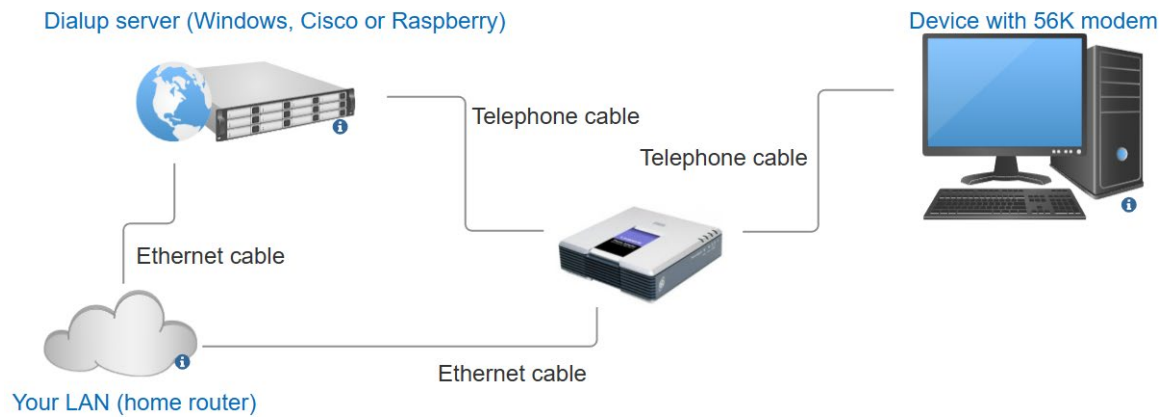 Dialup server (Windows, Cisco or Raspberry)
Device with 56K modem
Telephone cable
Telephone cable
Ethernet cable
Ethernet cable
Your LAN (home router)